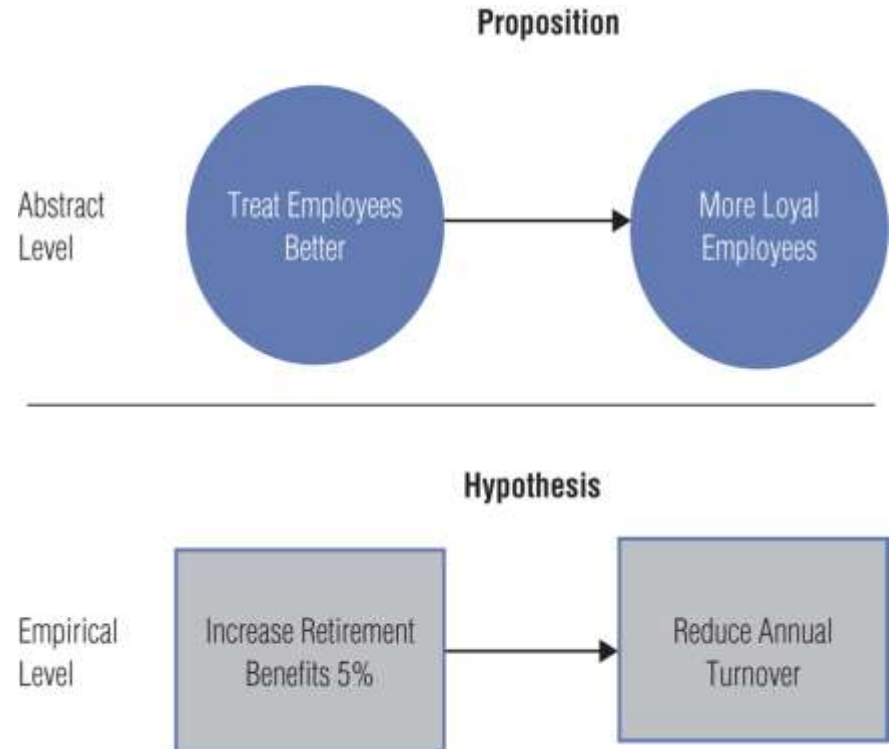 Proposition
Abstract
Level
Treat Employees
Better
More Loyal
Employees
Hypothesis
Empirical
Level
Increase Retirement
Benefits 5%
Reduce Annual
Turnover